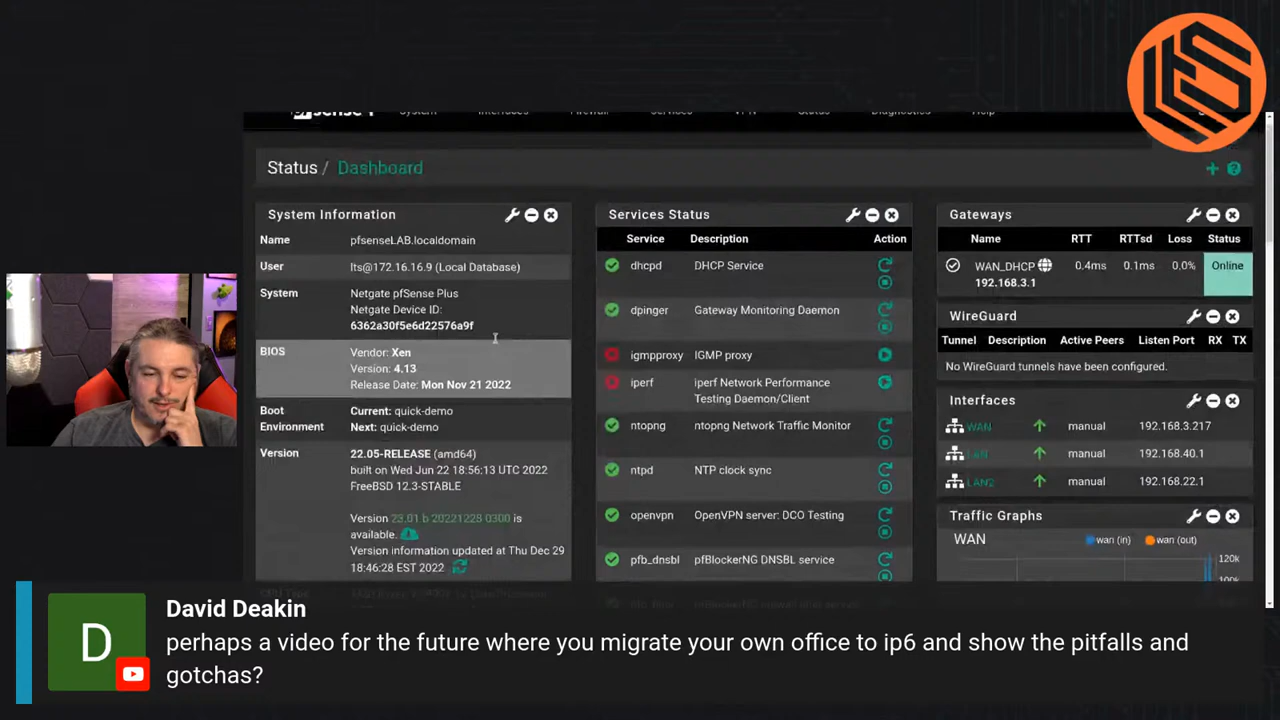 Status / Dashboard
System Information
Name pfsenseLAB.localdomain
User lts@172.16.16.9 (Local Database)
System Netgate pfSense Plus
Netgate Device ID:
6362a30f5e6d22576a9f
BIOS Vendor: Xen
Version: 4.13
Release Date: Mon Nov 21 2022
Boot Environment Current: quick-demo
Next: quick-demo
Version 22.05-RELEASE (amd64)
built on Wed Jun 22 18:56:13 UTC 2022
FreeBSD 12.3-STABLE
Version 23.01.b.20221228.0300 is
available.
Version information updated at Thu Dec 29
18:46:28 EST 2022
Services Status
Service Description Action
dhcpd DHCP Service
dpinger Gateway Monitoring Daemon
igmpproxy IGMP proxy
iperf iperf Network Performance
Testing Daemon/Client
ntopng ntopng Network Traffic Monitor
ntpd NTP clock sync
openvpn OpenVPN server: DCO Testing
pfb_dnsbl pfBlockerNG DNSBL service
Gateways
Name RTT RTTsd Loss Status
WAN_DHCP 0.4ms 0.1ms 0.0% Online
192.168.3.1
WireGuard
Tunnel Description Active Peers Listen Port RX TX
No WireGuard tunnels have been configured.
Interfaces
WAN manual 192.168.3.217
LAN manual 192.168.40.1
LAN2 manual 192.168.22.1
Traffic Graphs
WAN
wan (in) wan (out)
120k
D
David Deakin
perhaps a video for the future where you migrate your own office to ip6 and show the pitfalls and
gotchas?